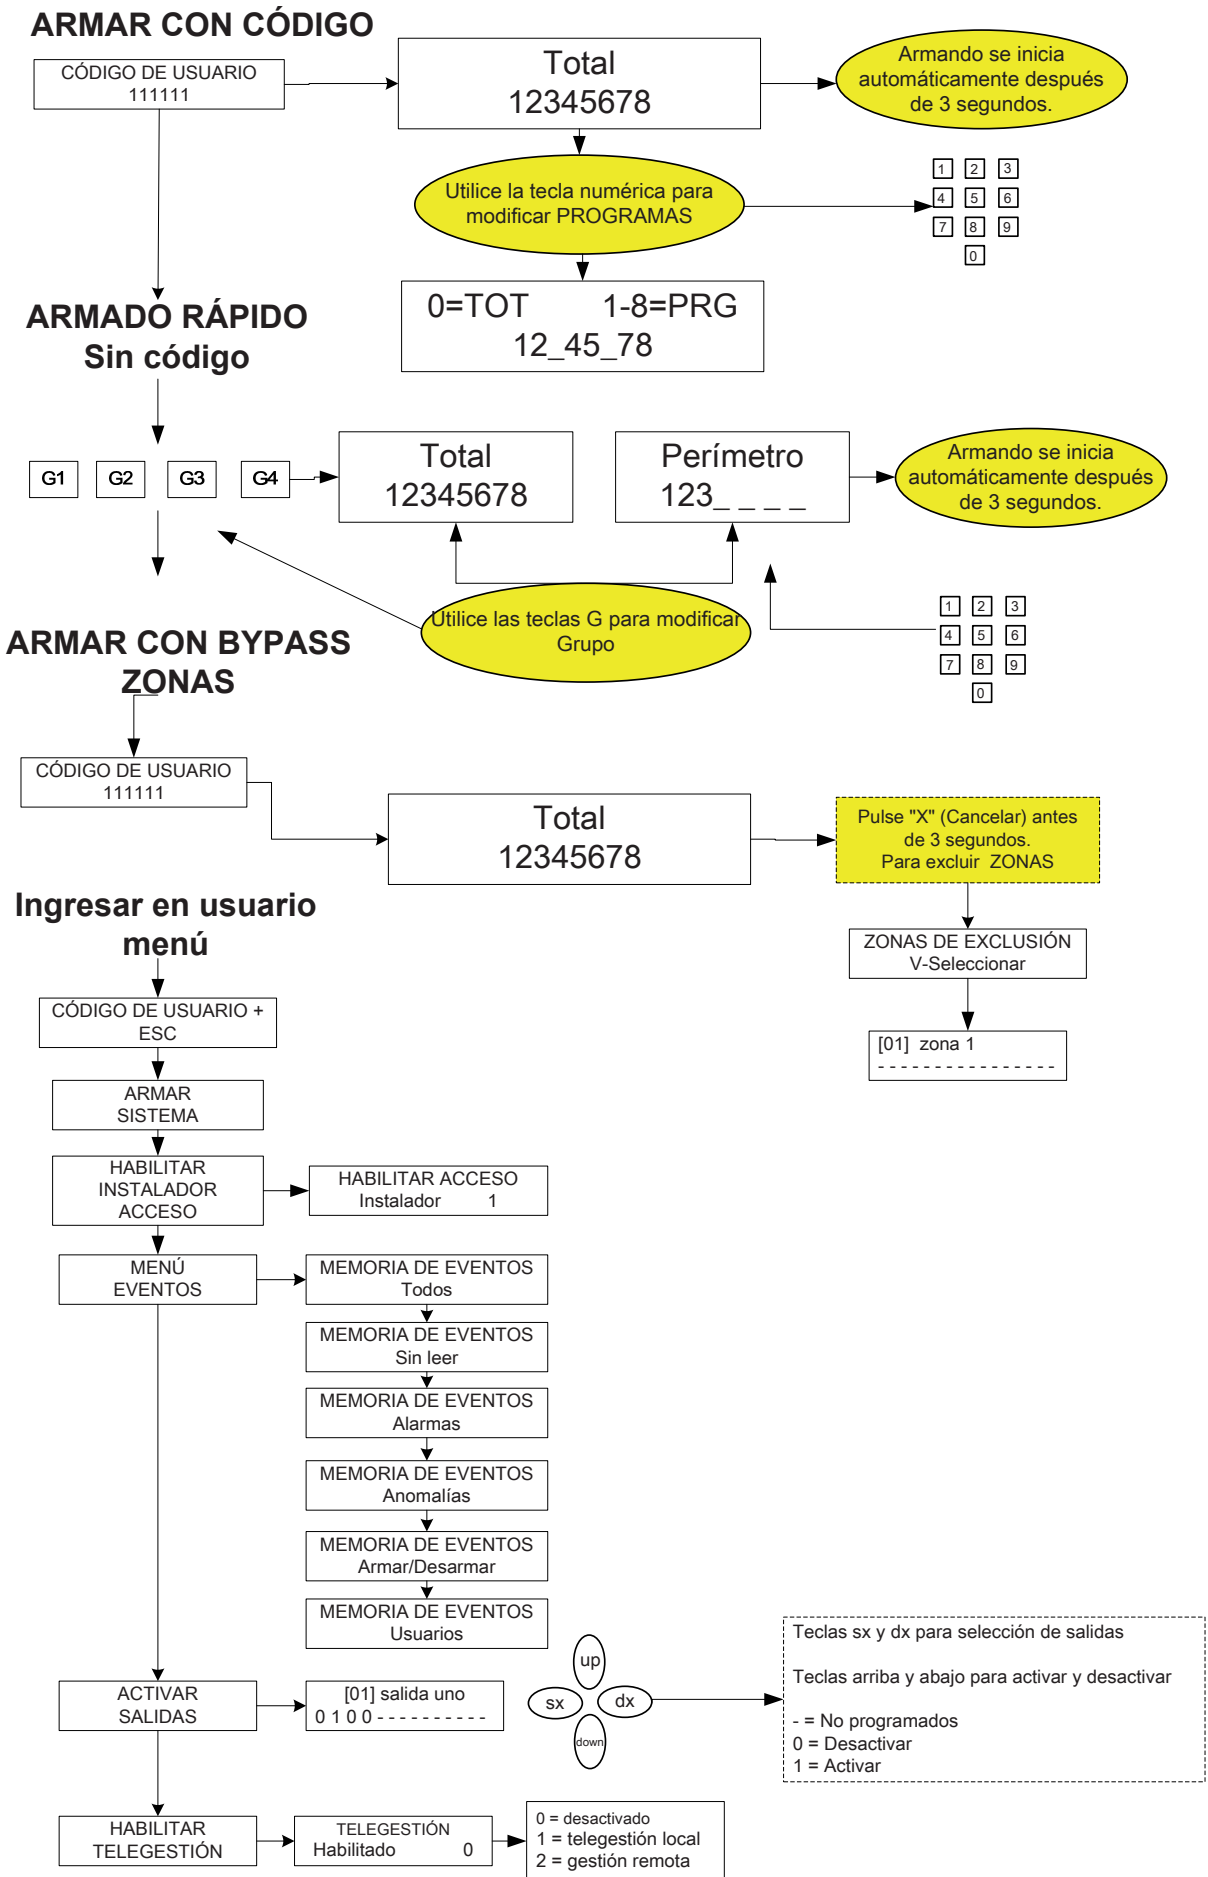 ARMAR CON CÓDIGO
CÓDIGO DE USUARIO
111111
Total
12345678
Armando se inicia
automáticamente después
de 3 segundos.
Utilice la tecla numérica para
modificar PROGRAMAS
1 2 3
4 5 6
7 8 9
0
0=TOT 1-8=PRG
12_45_78
ARMADO RÁPIDO
Sin código
G1 G2 G3 G4
Total
12345678
Perímetro
123_ _ _ _
Armando se inicia
automáticamente después
de 3 segundos.
Utilice las teclas G para modificar
Grupo
1 2 3
4 5 6
7 8 9
0
ARMAR CON BYPASS
ZONAS
CÓDIGO DE USUARIO
111111
Total
12345678
Pulse "X" (Cancelar) antes
de 3 segundos.
Para excluir ZONAS
ZONAS DE EXCLUSIÓN
V-Seleccionar
[01] zona 1
- - - - - - - - - - - - - - - -
Ingresar en usuario
menú
CÓDIGO DE USUARIO +
ESC
ARMAR
SISTEMA
HABILITAR
INSTALADOR
ACCESO
HABILITAR ACCESO
Instalador 1
MENÚ
EVENTOS
MEMORIA DE EVENTOS
Todos
MEMORIA DE EVENTOS
Sin leer
MEMORIA DE EVENTOS
Alarmas
MEMORIA DE EVENTOS
Anomalías
MEMORIA DE EVENTOS
Armar/Desarmar
MEMORIA DE EVENTOS
Usuarios
ACTIVAR
SALIDAS
[01] salida uno
0 1 0 0 - - - - - - - - - -
up
sx dx
down
Teclas sx y dx para selección de salidas
Teclas arriba y abajo para activar y desactivar
- = No programados
0 = Desactivar
1 = Activar
HABILITAR
TELEGESTIÓN
TELEGESTIÓN
Habilitado 0
0 = desactivado
1 = telegestión local
2 = gestión remota